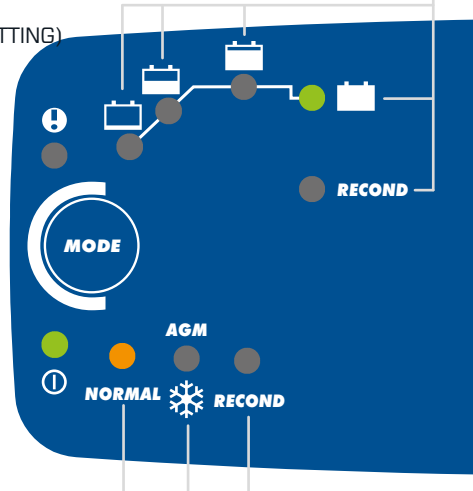 TTING)
RECOND
MODE
AGM
NORMAL
RECOND